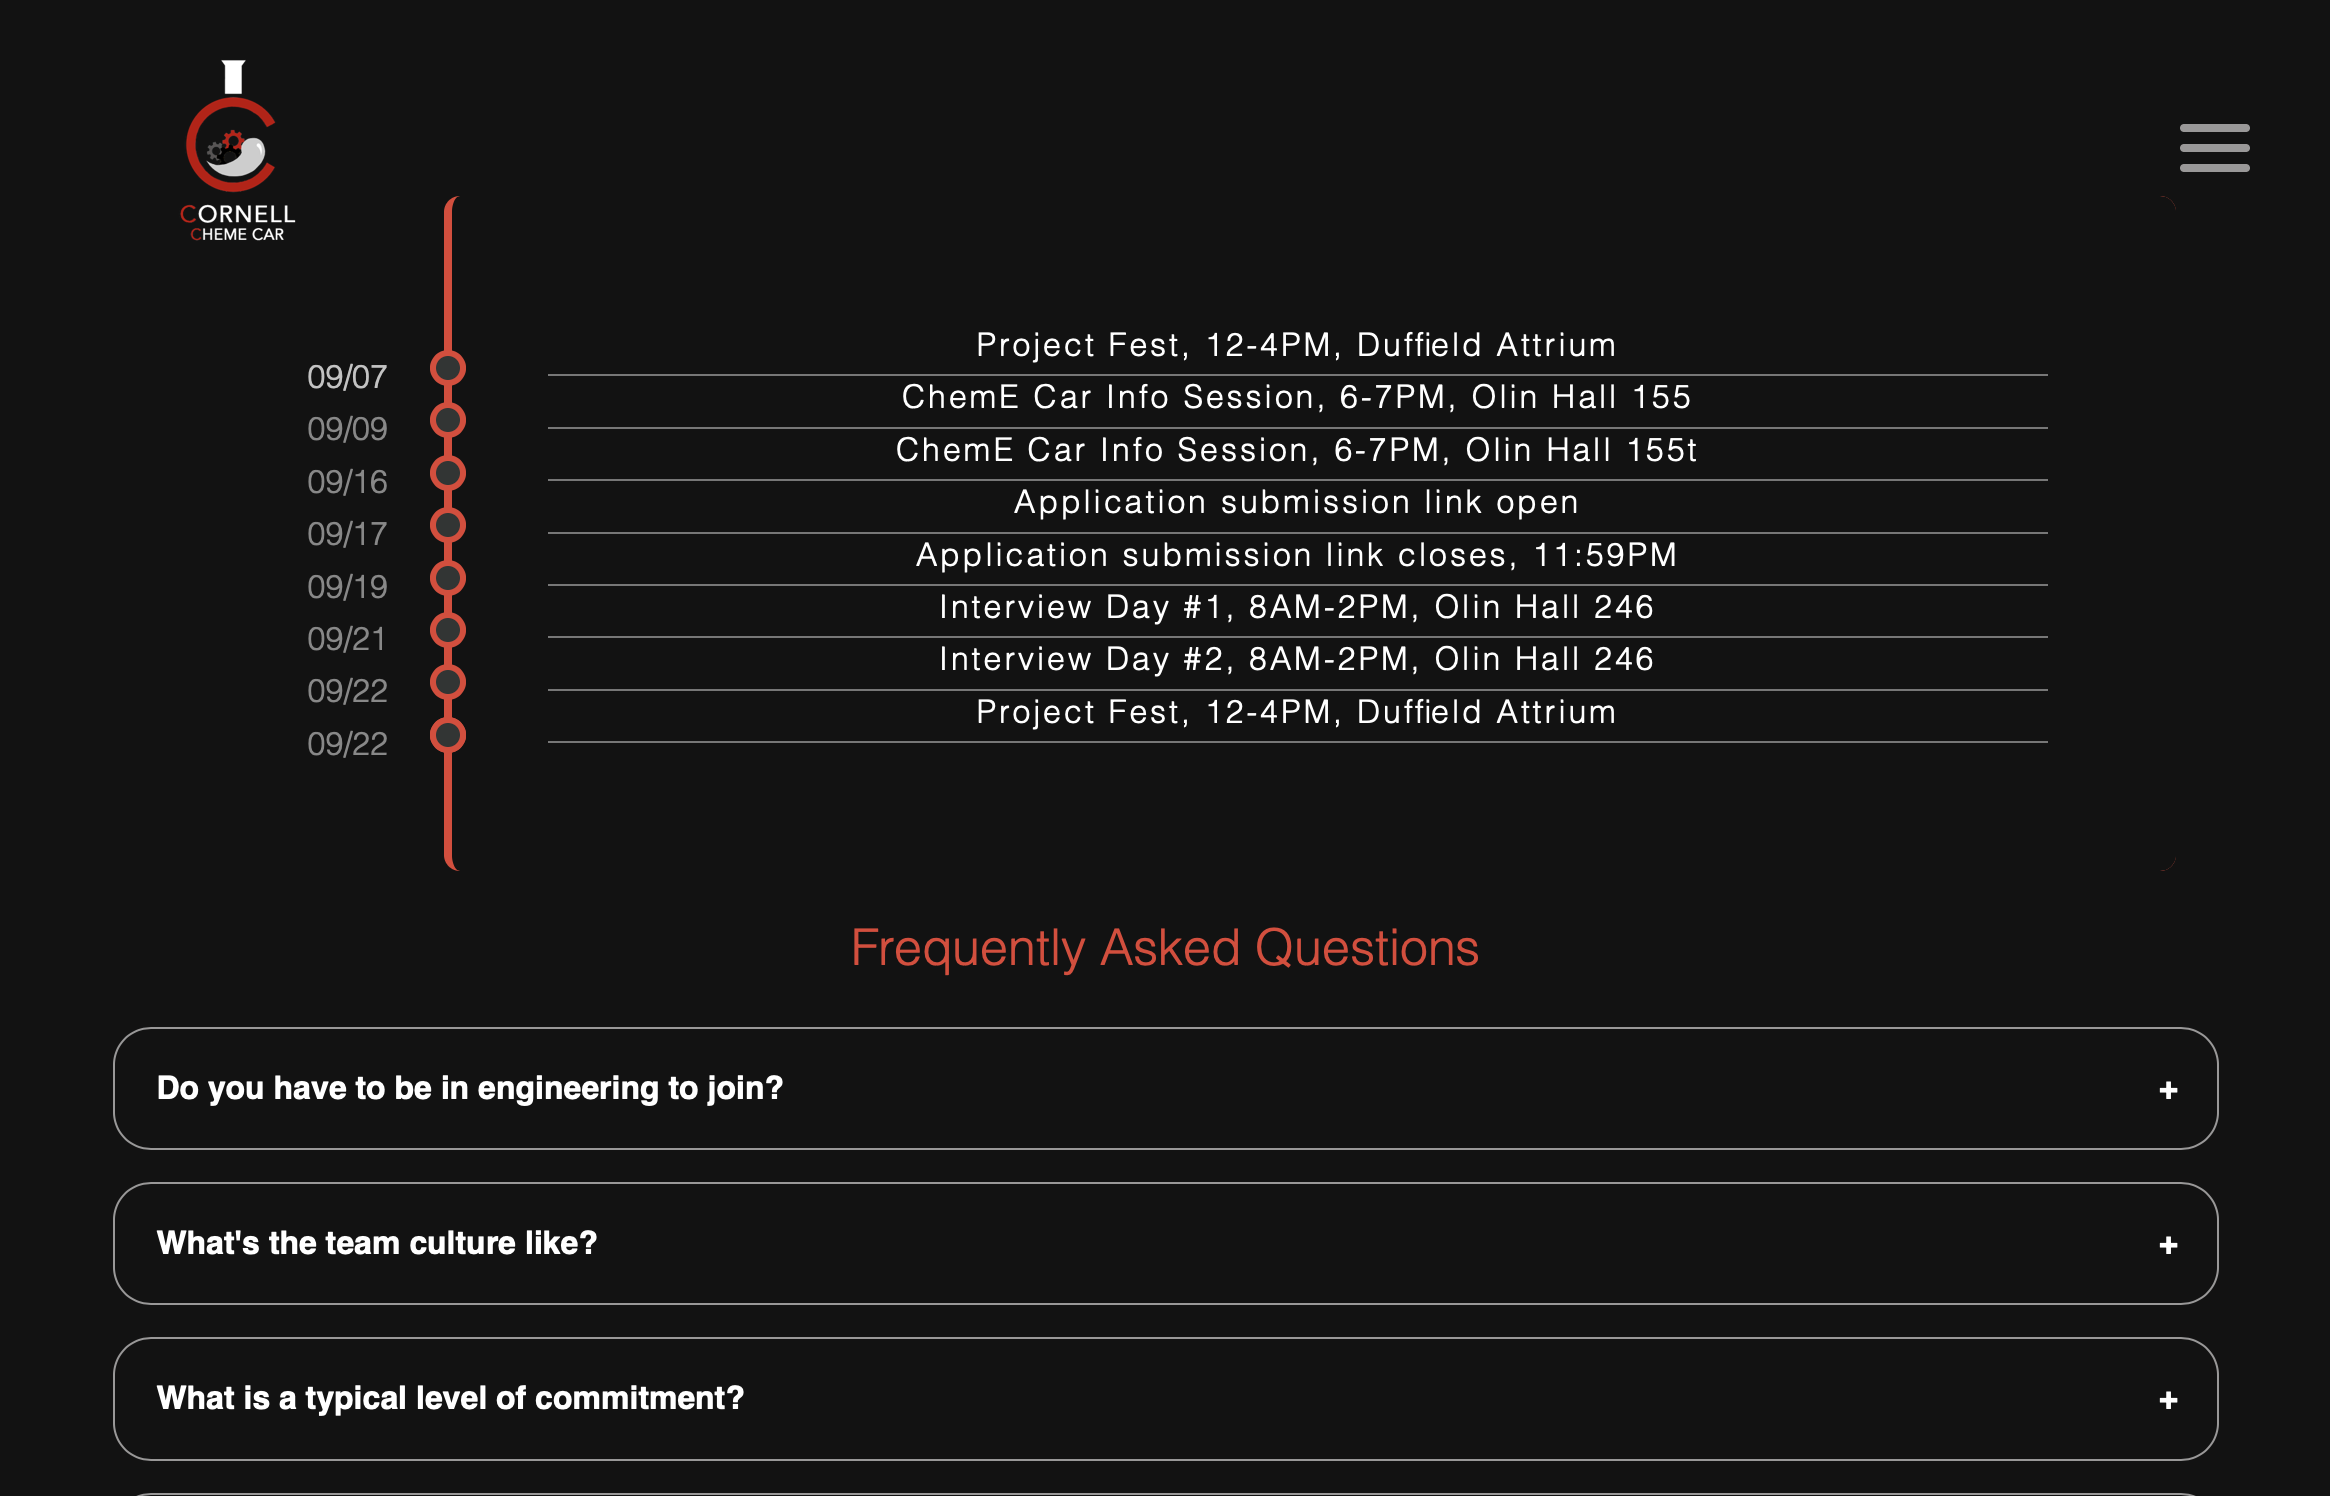 CORNELL
CHEME CAR
Project Fest, 12-4PM, Duffield Attrium
09/07
ChemE Car Info Session, 6-7PM, Olin Hall 155
09/09
ChemE Car Info Session, 6-7PM, Olin Hall 155t
09/16
Application submission link open
09/17
Application submission link closes, 11:59PM
09/19
Interview Day #1, 8AM-2PM, Olin Hall 246
09/21
Interview Day #2, 8AM-2PM, Olin Hall 246
09/22
Project Fest, 12-4PM, Duffield Attrium
09/22
Frequently Asked Questions
Do you have to be in engineering to join? +
What's the team culture like? +
What is a typical level of commitment? +